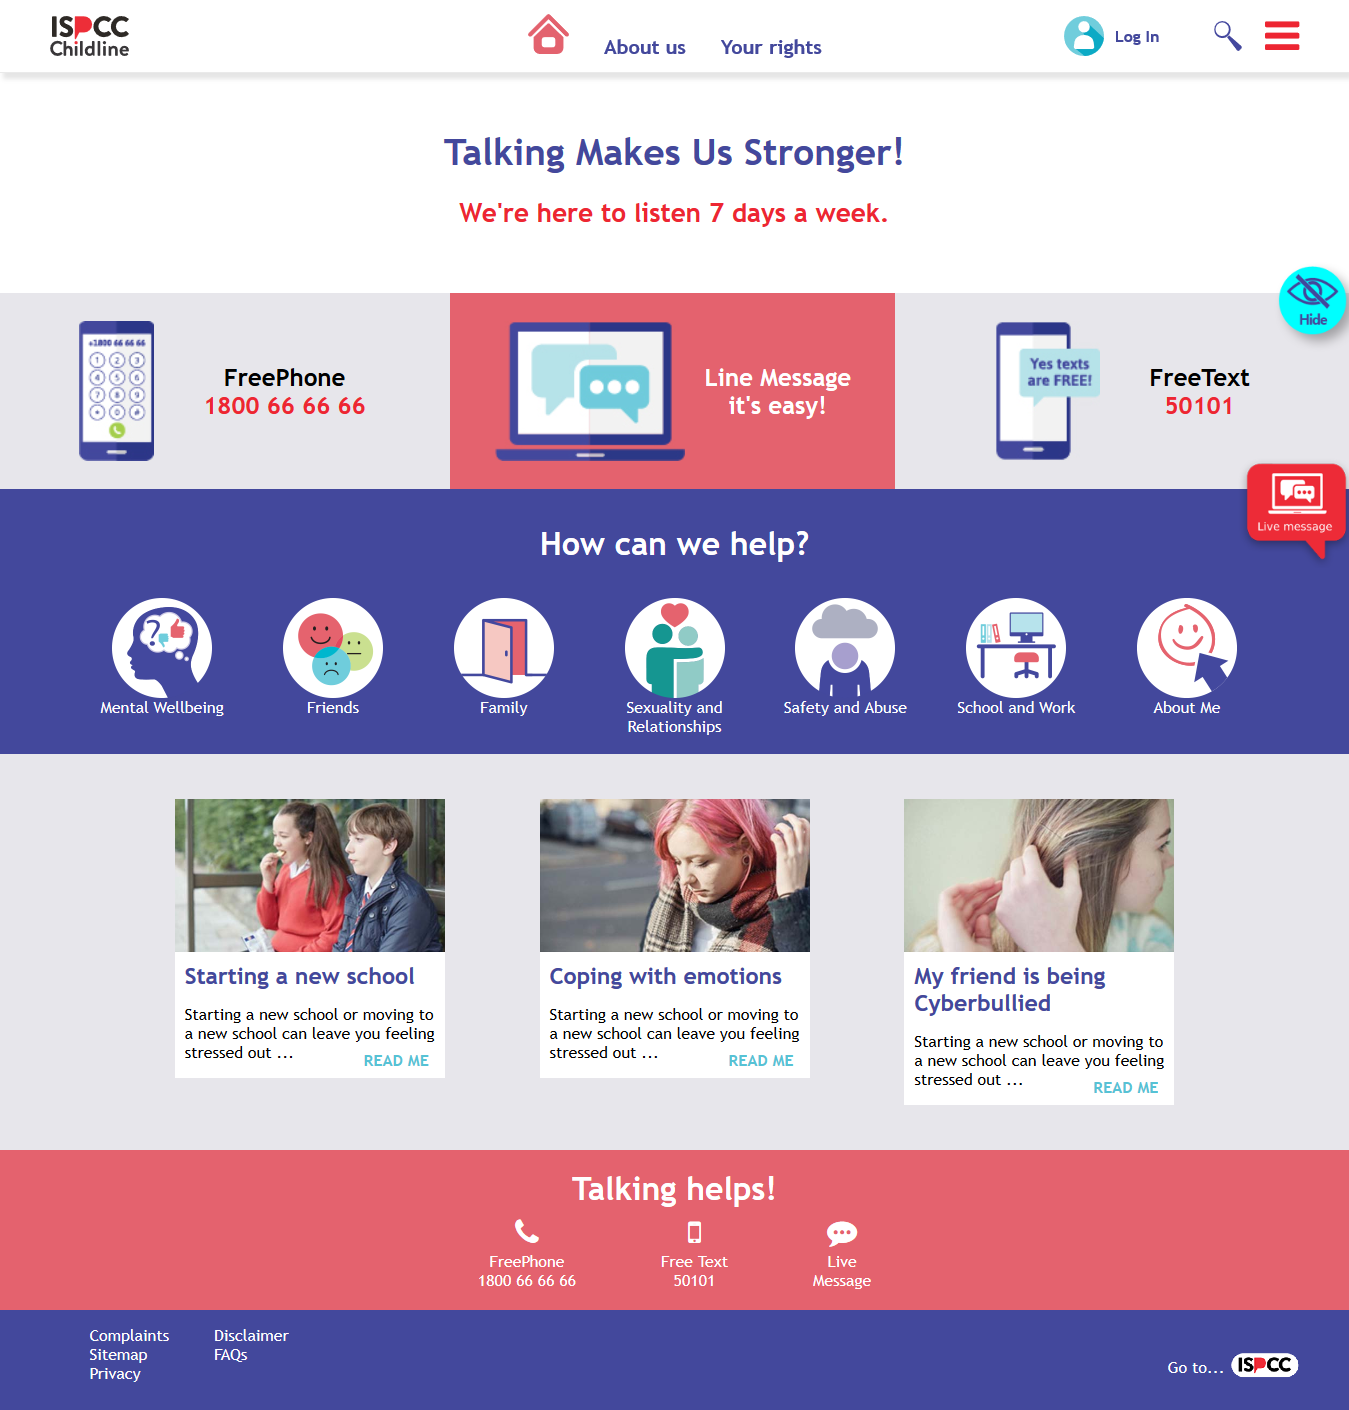 ISPCC
Childline
About us
Your rights
Log In
Talking Makes Us Stronger!
We're here to listen 7 days a week.
Hide
+1800 66 66 66
1 2 3
4 5 6
7 8 9
* 0 #
FreePhone
1800 66 66 66
Line Message
it's easy!
Yes texts
are FREE!
FreeText
50101
Live message
How can we help?
Mental Wellbeing
Friends
Family
Sexuality and
Relationships
Safety and Abuse
School and Work
About Me
Starting a new school
Starting a new school or moving to
a new school can leave you feeling
stressed out ...
READ ME
Coping with emotions
Starting a new school or moving to
a new school can leave you feeling
stressed out ...
READ ME
My friend is being
Cyberbullied
Starting a new school or moving to
a new school can leave you feeling
stressed out ...
READ ME
Talking helps!
FreePhone
1800 66 66 66
Free Text
50101
Live
Message
Complaints
Sitemap
Privacy
Disclaimer
FAQs
Go to... ISPCC